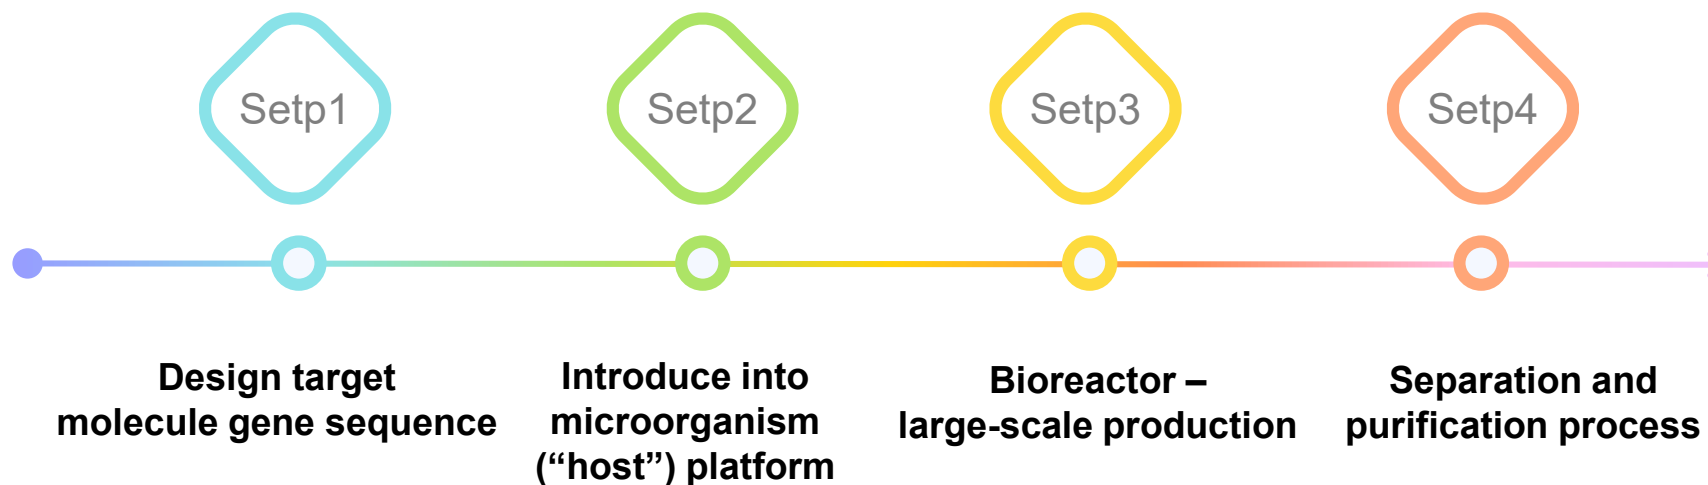 Setp1
Setp2
Setp3
Setp4
Design target
molecule gene sequence
Introduce into
microorganism
(“host”) platform
Bioreactor –
large-scale production
Separation and
purification process